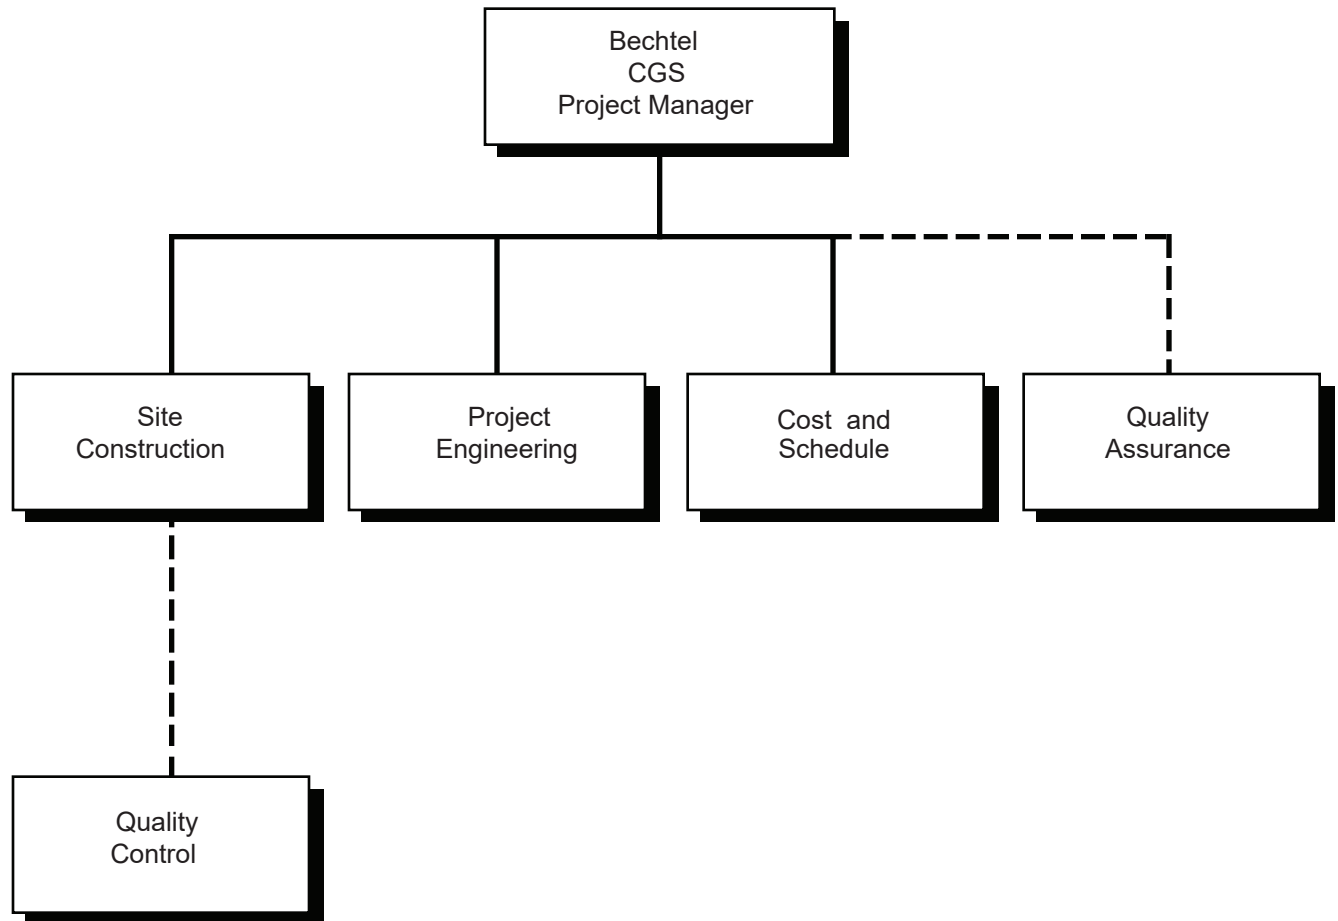 Bechtel
CGS
Project Manager
Site
Construction
Project
Engineering
Cost and
Schedule
Quality
Assurance
Quality
Control